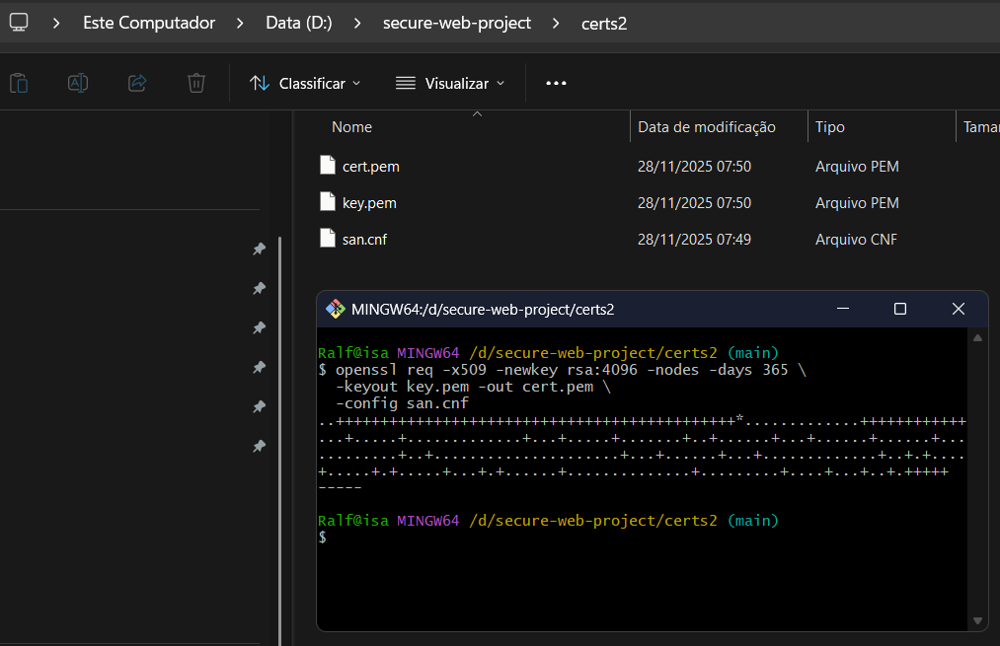 Este Computador > Data (D:) > secure-web-project > certs2
Classificar Visualizar •••
Nome Data de modificação Tipo Tamar
cert.pem 28/11/2025 07:50 Arquivo PEM
key.pem 28/11/2025 07:50 Arquivo PEM
san.cnf 28/11/2025 07:49 Arquivo CNF
MINGW64:/d/secure-web-project/certs2
Ralf@isa MINGW64 /d/secure-web-project/certs2 (main)
$ openssl req -x509 -newkey rsa:4096 -nodes -days 365 \
-keyout key.pem -out cert.pem \
-config san.cnf
..+++++++++++++++++++++++++++++++++++++++++++++*.............++++++++++++
...+.....+.............+...+.....+.......+..+......+...+......+......+...
.........+..+.....................+...+......+...+.............+..+.+....
+.....+.+.....+...+.+......+..............+.........+....+...+..+.+++++
-----
Ralf@isa MINGW64 /d/secure-web-project/certs2 (main)
$